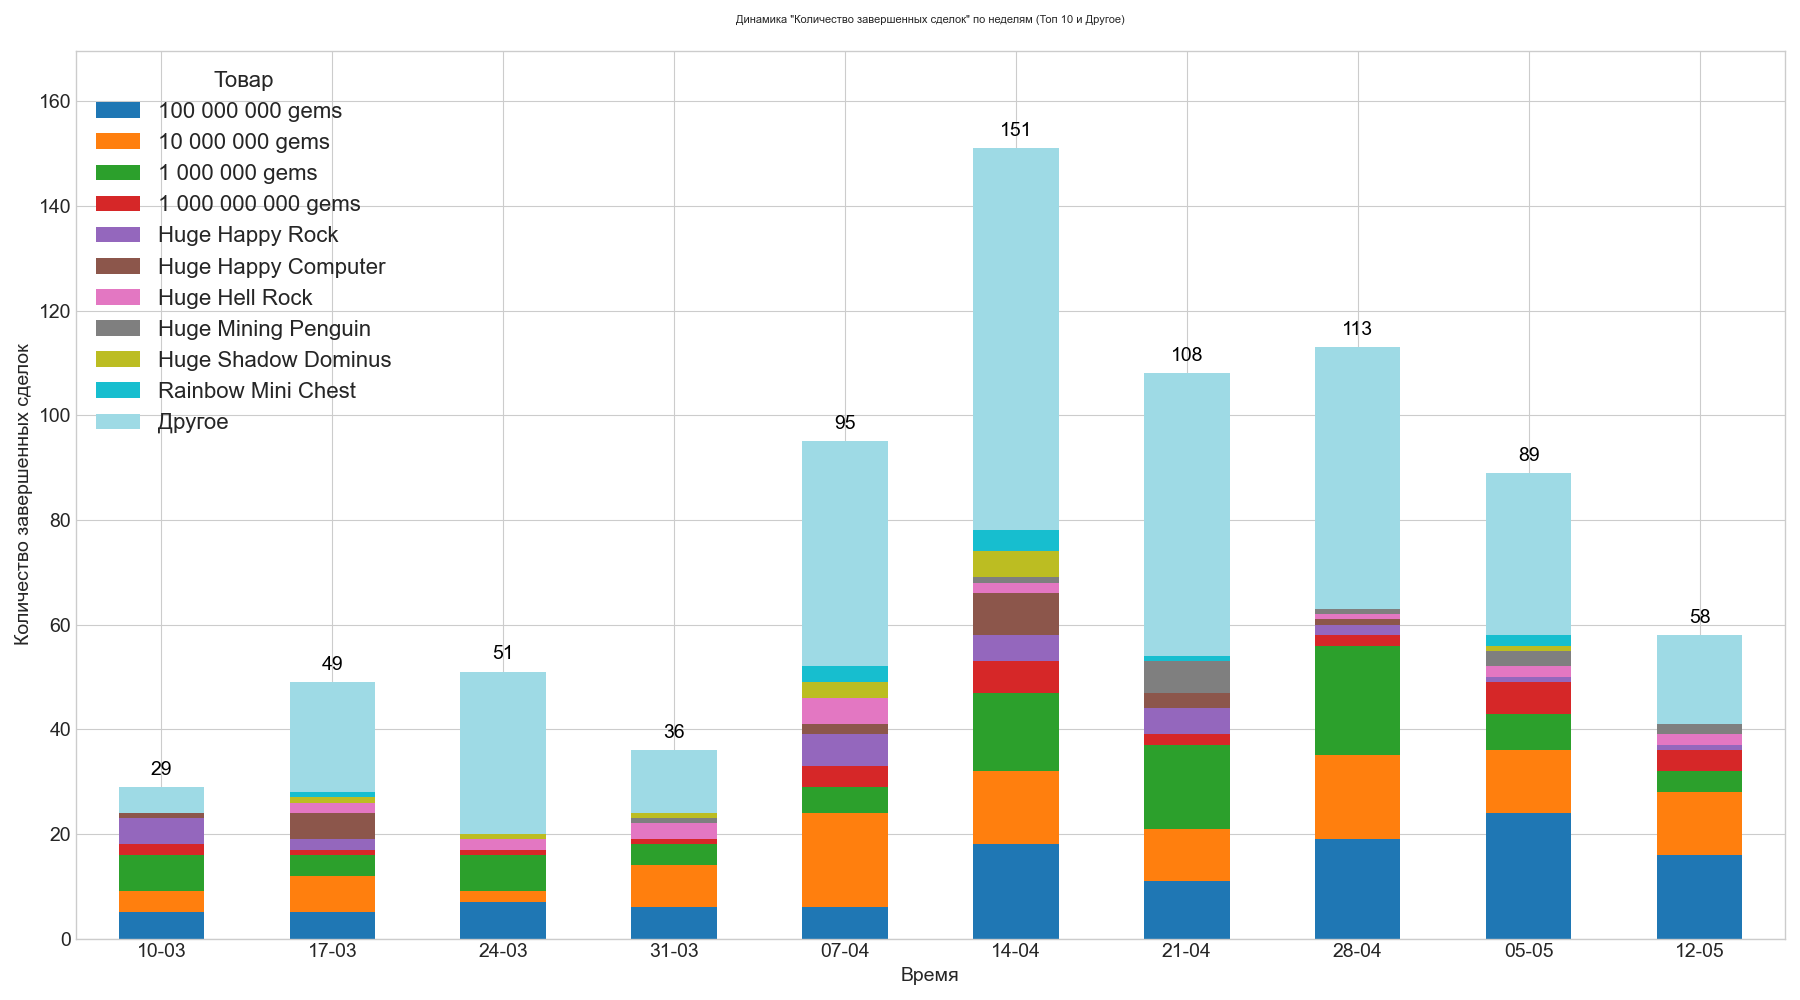 Динамика "Количество завершенных сделок" по неделям (Топ 10 и Другое)
Товар
100 000 000 gems
10 000 000 gems
1 000 000 gems
1 000 000 000 gems
Huge Happy Rock
Huge Happy Computer
Huge Hell Rock
Huge Mining Penguin
Huge Shadow Dominus
Rainbow Mini Chest
Другое
Количество завершенных сделок
160
140
120
100
80
60
40
20
0
29
49
51
36
95
151
108
113
89
58
10-03
17-03
24-03
31-03
07-04
14-04
21-04
28-04
05-05
12-05
Время